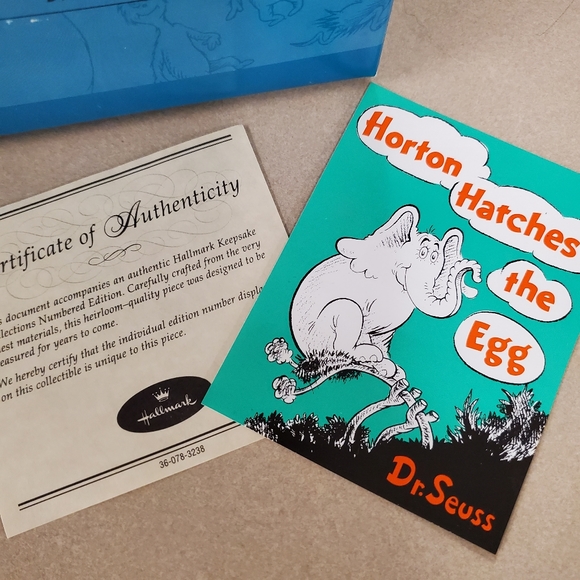 ertificate of Authenticity
s document accompanies an authentic Hallmark Keepsake
llections Numbered Edition. Carefully crafted from the very
est materials, this heirloom-quality piece was designed to be
easured for years to come.
We hereby certify that the individual edition number displa
on this collectible is unique to this piece.
Hallmark
36-078-3238
Horton
Hatches
the
Egg
Dr. Seuss